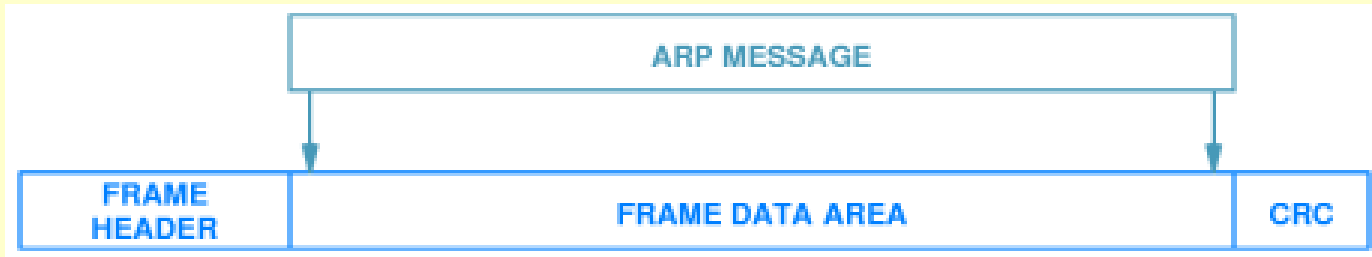 ARP MESSAGE
FRAME
HEADER
FRAME DATA AREA
CRC